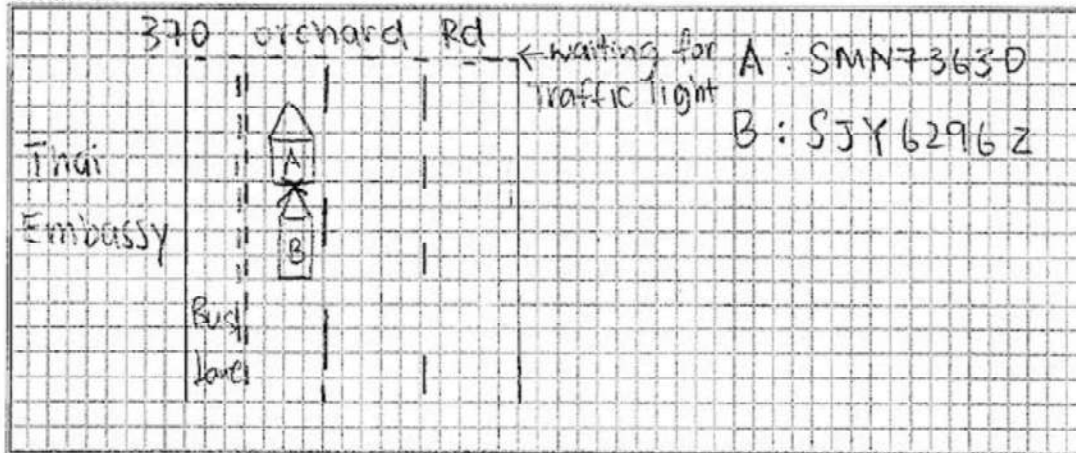 370 orchard Rd
← waiting for
Traffic light
A : SMN7363D
B : SJY6296Z
Thai
Embassy
A
B
Bus
Lane